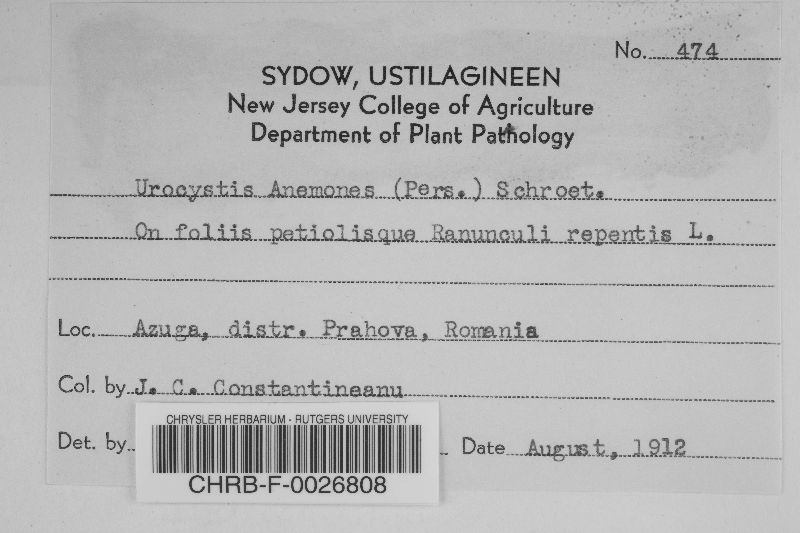 No. 474
SYDOW, USTILAGINEEN
New Jersey College of Agriculture
Department of Plant Pathology
Urocystis Anemones (Pers.) Schroet.
On foliis petiolisque Ranunculi repentis L.
Loc. Azuga, distr. Prahova, Romania
Col. by J. C. Constantineanu
Det. by Date August, 1912
CHRYSLER HERBARIUM - RUTGERS UNIVERSITY
CHRB-F-0026808